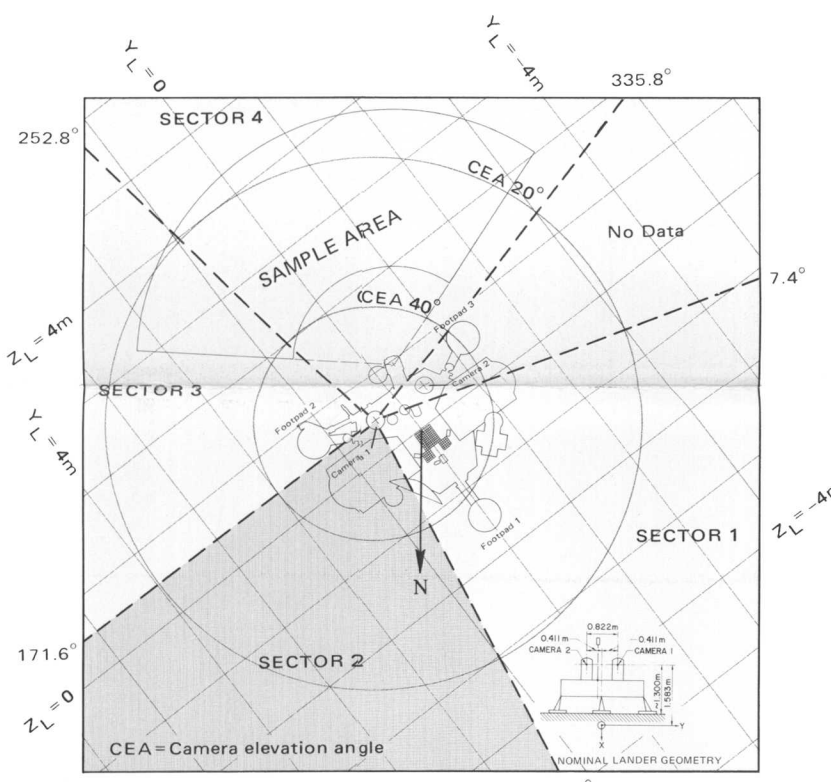 Y_L = 0
Y_L = -4m
335.8°
SECTOR 4
252.8°
CEA 20°
SAMPLE AREA
No Data
7.4°
CEA 40°
Footpad 3
Z_L = 4m
Camera 2
SECTOR 3
Footpad 2
Y_L = 4m
Camera 1
Z_L = -4m
SECTOR 1
Footpad 1
N
0.822m
0.411m
0.411m
CAMERA 2
CAMERA 1
171.6°
SECTOR 2
1.583m
Z_L = 0
Y
X
CEA = Camera elevation angle
NOMINAL LANDER GEOMETRY